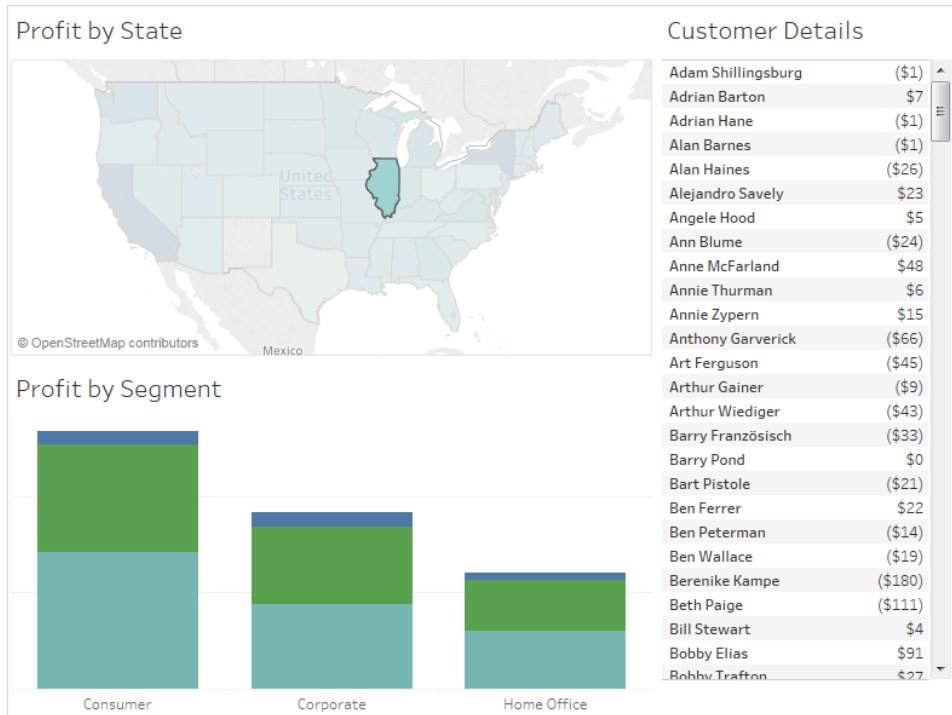 Profit by State
United
States
© OpenStreetMap contributors
Mexico
Profit by Segment
Consumer Corporate Home Office
Customer Details
Adam Shillingsburg ($1)
Adrian Barton $7
Adrian Hane ($1)
Alan Barnes ($1)
Alan Haines ($26)
Alejandro Savely $23
Angele Hood $5
Ann Blume ($24)
Anne McFarland $48
Annie Thurman $6
Annie Zypern $15
Anthony Garverick ($66)
Art Ferguson ($45)
Arthur Gainer ($9)
Arthur Wiediger ($43)
Barry Französisch ($33)
Barry Pond $0
Bart Pistole ($21)
Ben Ferrer $22
Ben Peterman ($14)
Ben Wallace ($19)
Berenike Kampe ($180)
Beth Paige ($111)
Bill Stewart $4
Bobby Elias $91
Bobby Trafton $27